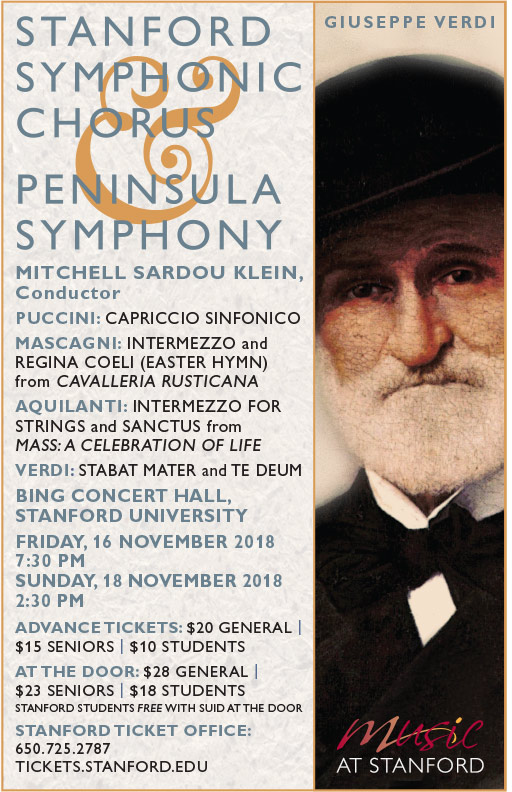 STANFORD
SYMPHONIC
CHORUS
&
PENINSULA
SYMPHONY
MITCHELL SARDOU KLEIN,
Conductor
PUCCINI: CAPRICCIO SINFONICO
MASCAGNI: INTERMEZZO and
REGINA COELI (EASTER HYMN)
from CAVALLERIA RUSTICANA
AQUILANTI: INTERMEZZO FOR
STRINGS and SANCTUS from
MASS: A CELEBRATION OF LIFE
VERDI: STABAT MATER and TE DEUM
BING CONCERT HALL,
STANFORD UNIVERSITY
FRIDAY, 16 NOVEMBER 2018
7:30 PM
SUNDAY, 18 NOVEMBER 2018
2:30 PM
ADVANCE TICKETS: $20 GENERAL |
$15 SENIORS | $10 STUDENTS
AT THE DOOR: $28 GENERAL |
$23 SENIORS | $18 STUDENTS
STANFORD STUDENTS FREE WITH SUID AT THE DOOR
STANFORD TICKET OFFICE:
650.725.2787
TICKETS.STANFORD.EDU
GIUSEPPE VERDI
music
AT STANFORD